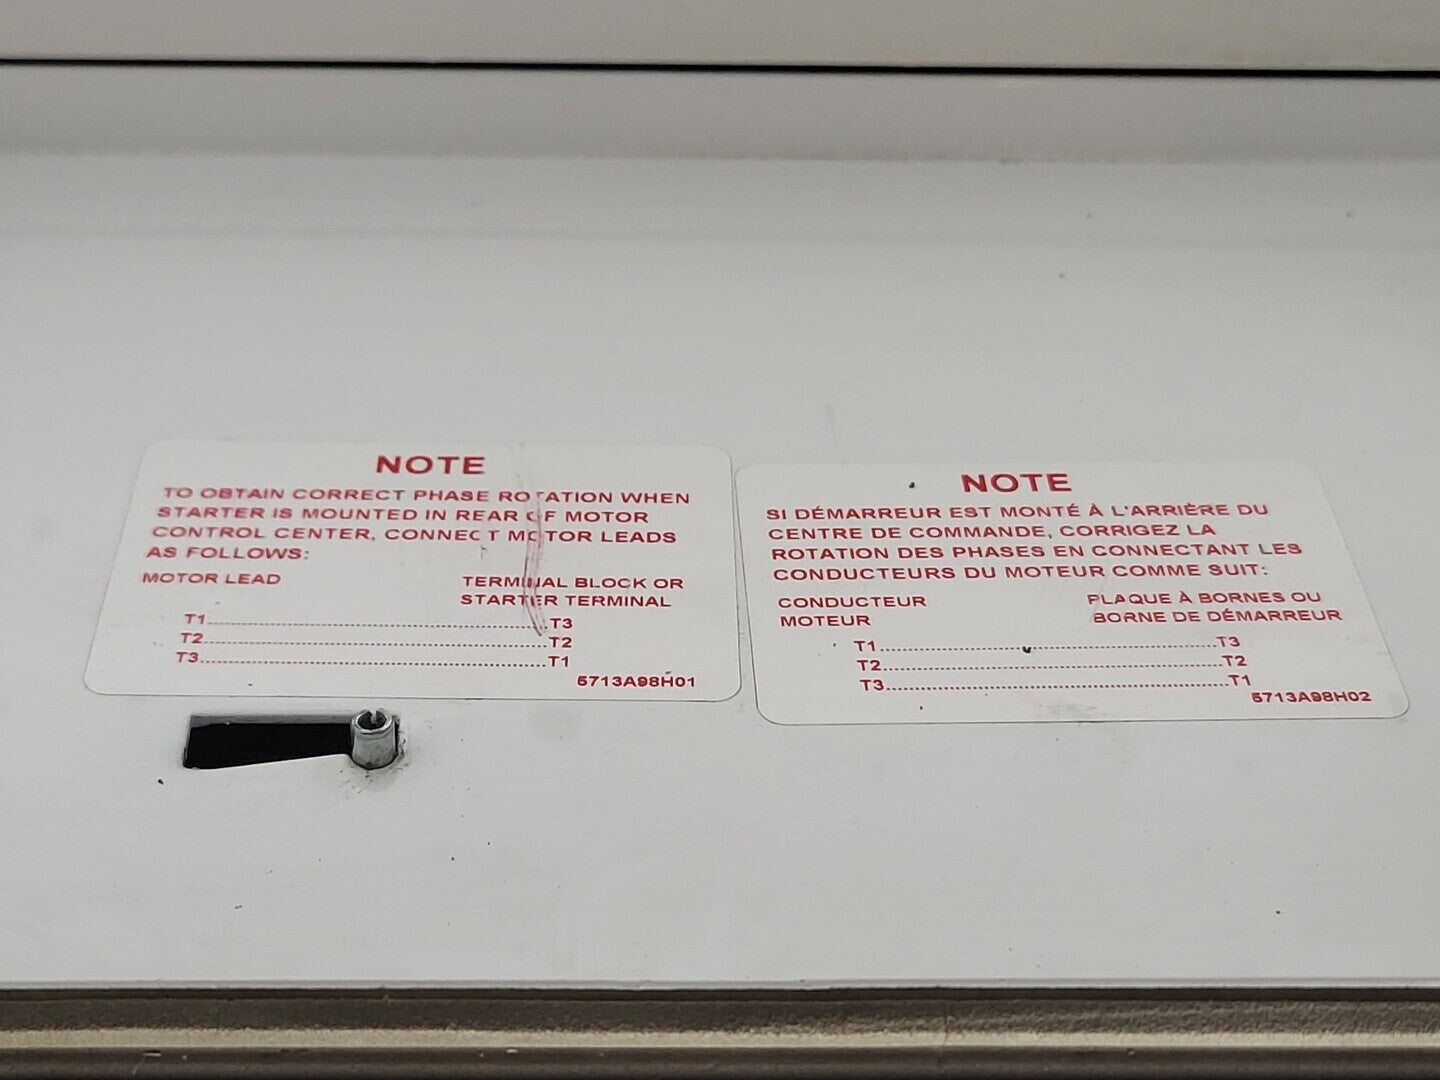 NOTE
TO OBTAIN CORRECT PHASE ROTATION WHEN
STARTER IS MOUNTED IN REAR OF MOTOR
CONTROL CENTER, CONNECT MOTOR LEADS
AS FOLLOWS:
MOTOR LEAD TERMINAL BLOCK OR
STARTER TERMINAL
T1..........T3
T2..........T2
T3..........T1
5713A98H01
NOTE
SI DÉMARREUR EST MONTÉ À L'ARRIÈRE DU
CENTRE DE COMMANDE, CORRIGEZ LA
ROTATION DES PHASES EN CONNECTANT LES
CONDUCTEURS DU MOTEUR COMME SUIT:
CONDUCTEUR PLAQUE À BORNES OU
MOTEUR BORNE DE DÉMARREUR
T1..........T3
T2..........T2
T3..........T1
5713A98H02